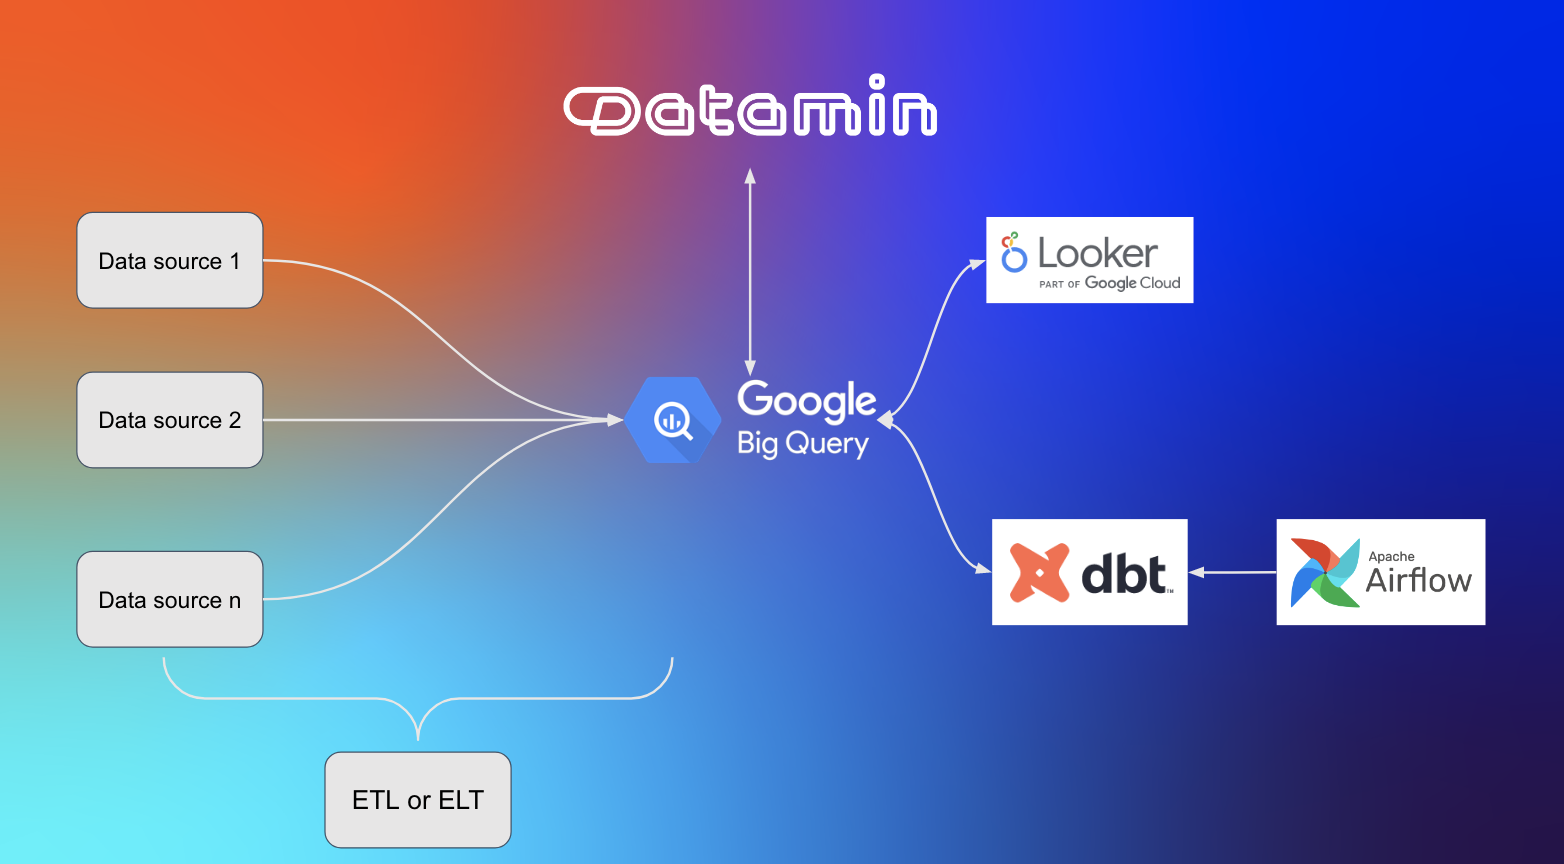 Datamin
Data source 1
Data source 2
Data source n
ETL or ELT
Google
Big Query
Looker
PART OF Google Cloud
dbt
TM
Apache
Airflow